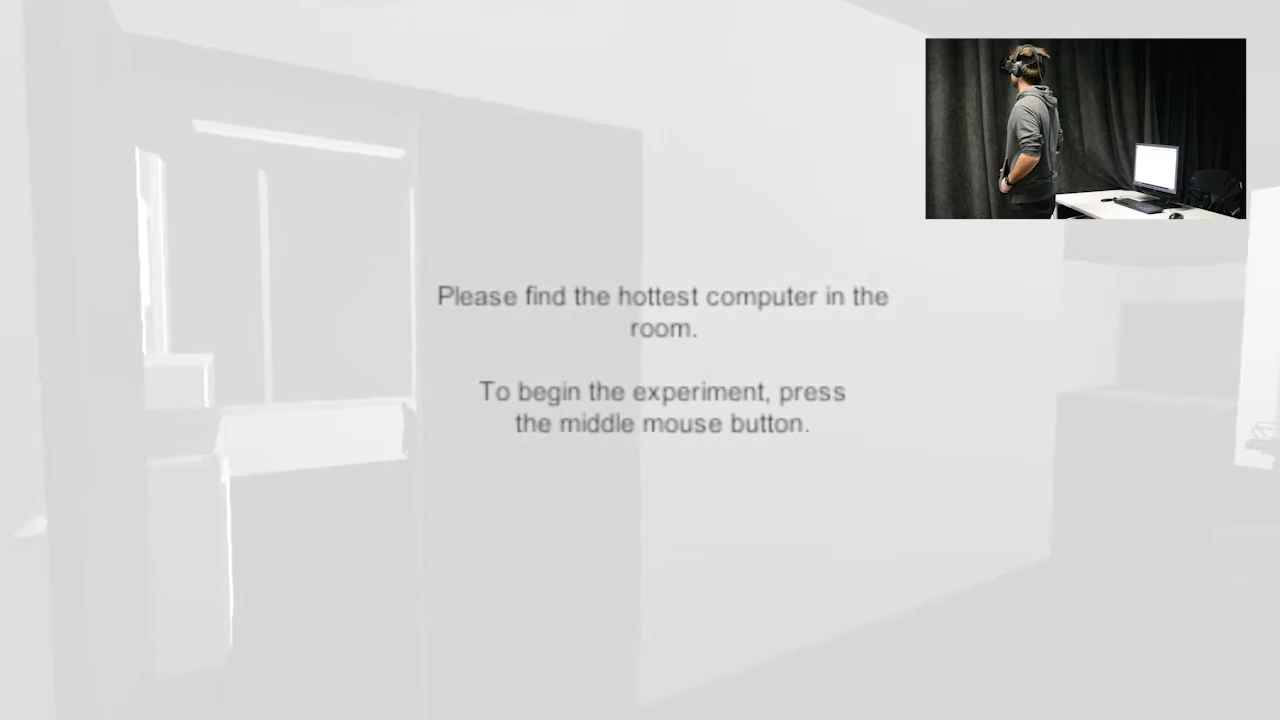 Please find the hottest computer in the
room.
To begin the experiment, press
the middle mouse button.